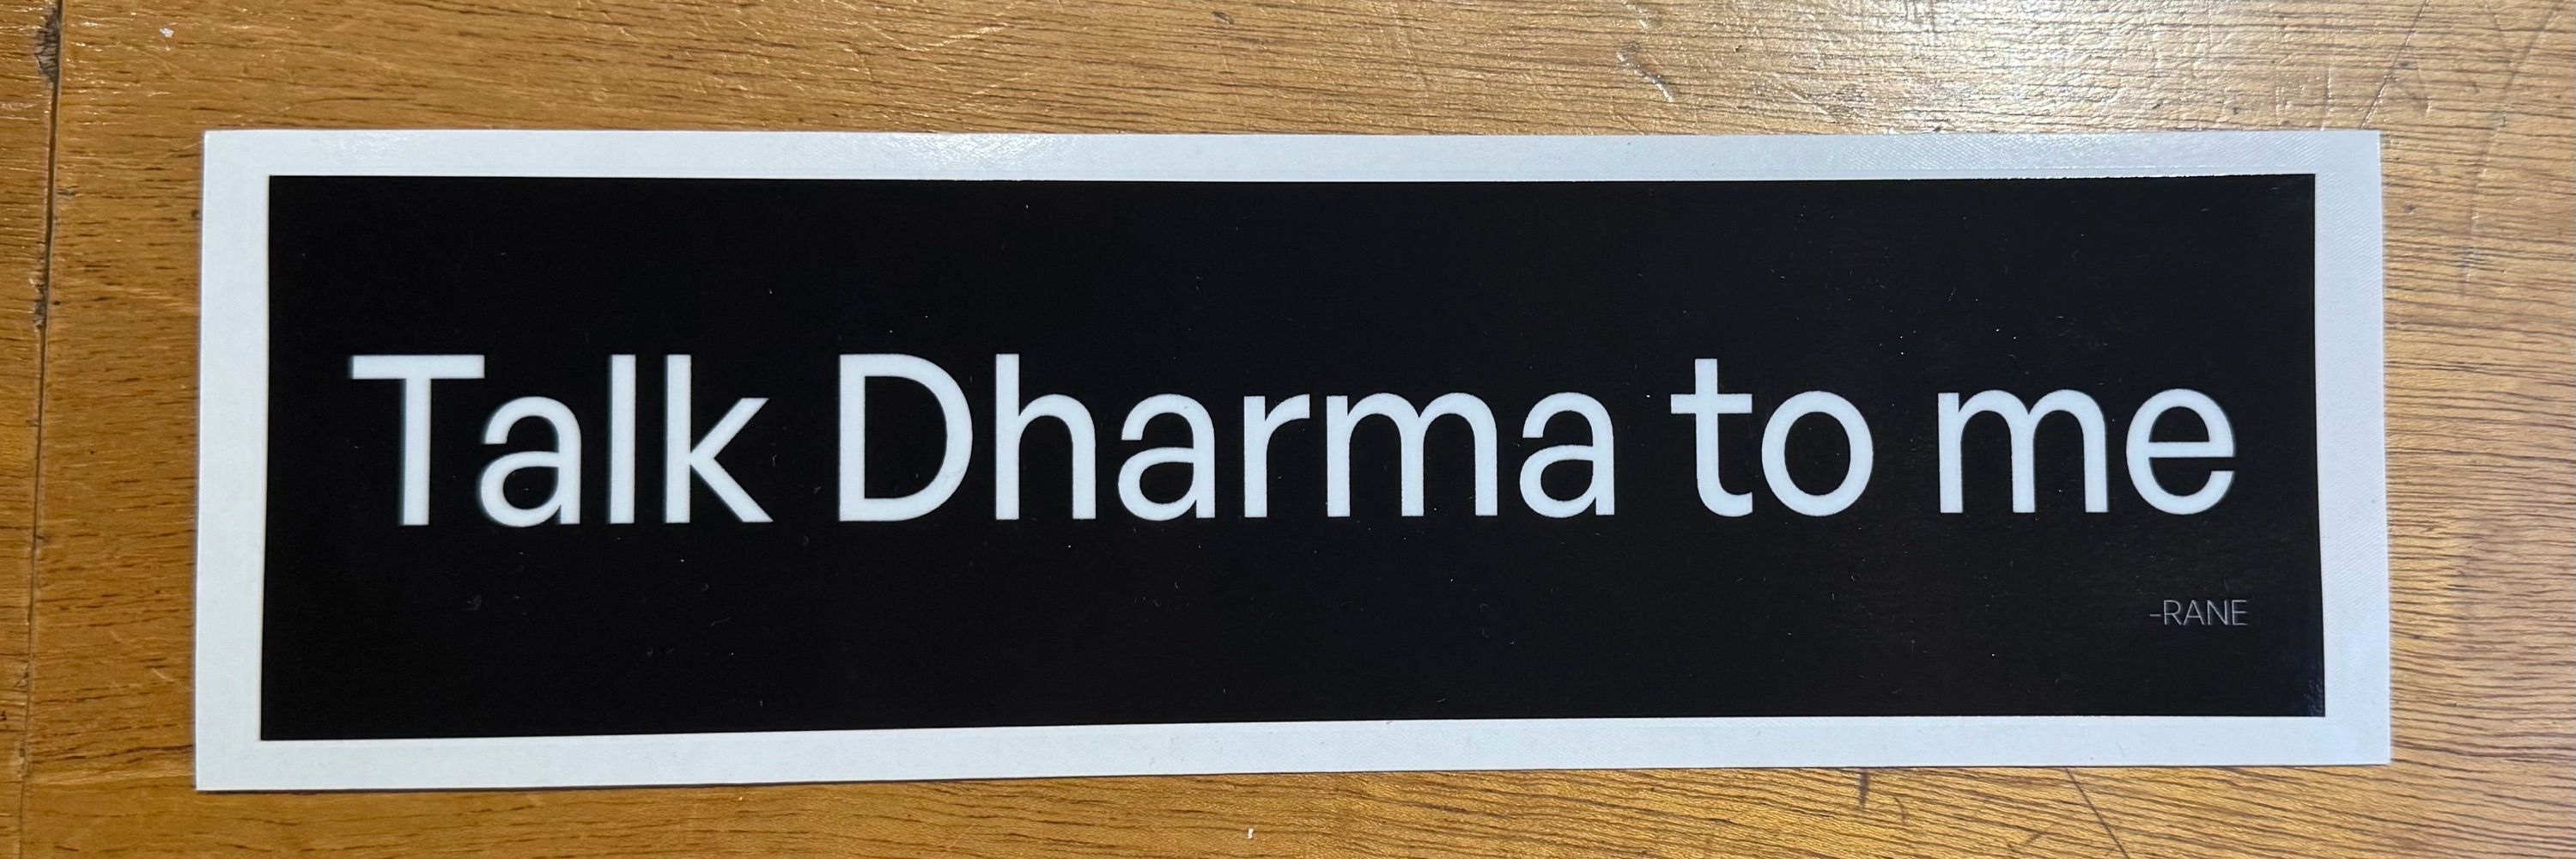 Talk Dharma to me
-RANE